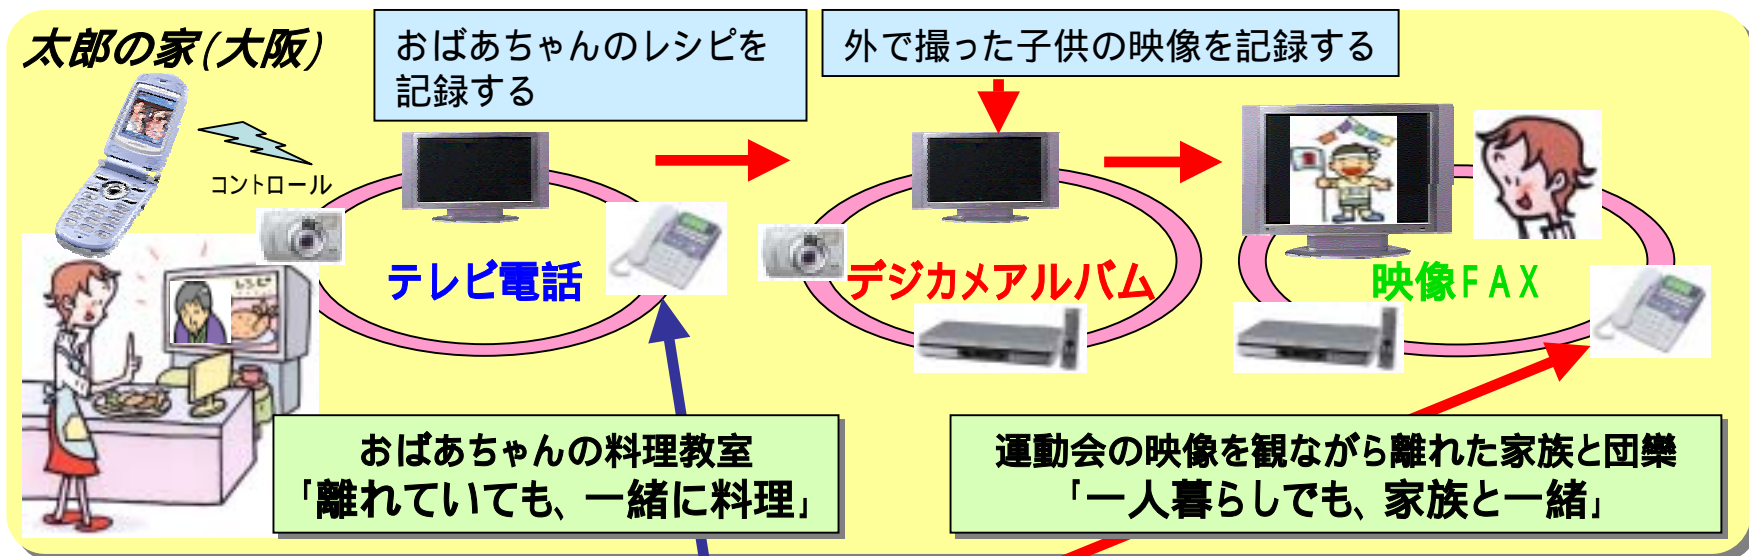 太郎の家(大阪)
おばあちゃんのレシピを
記録する
外で撮った子供の映像を記録する
コントロール
テレビ電話
デジカメアルバム
映像FAX
レシピ
おばあちゃんの料理教室
「離れていても、一緒に料理」
運動会の映像を観ながら離れた家族と団欒
「一人暮らしでも、家族と一緒」